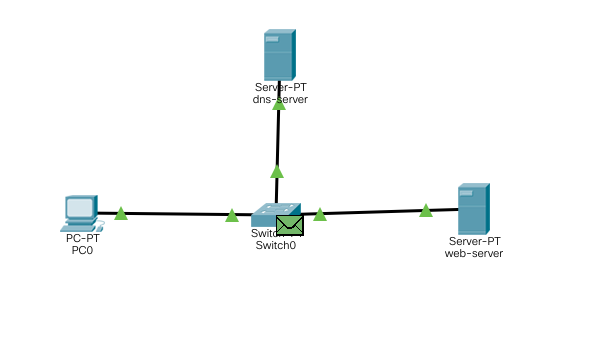 Server-PT
dns-server
PC-PT
PC0
Switch0
Server-PT
web-server